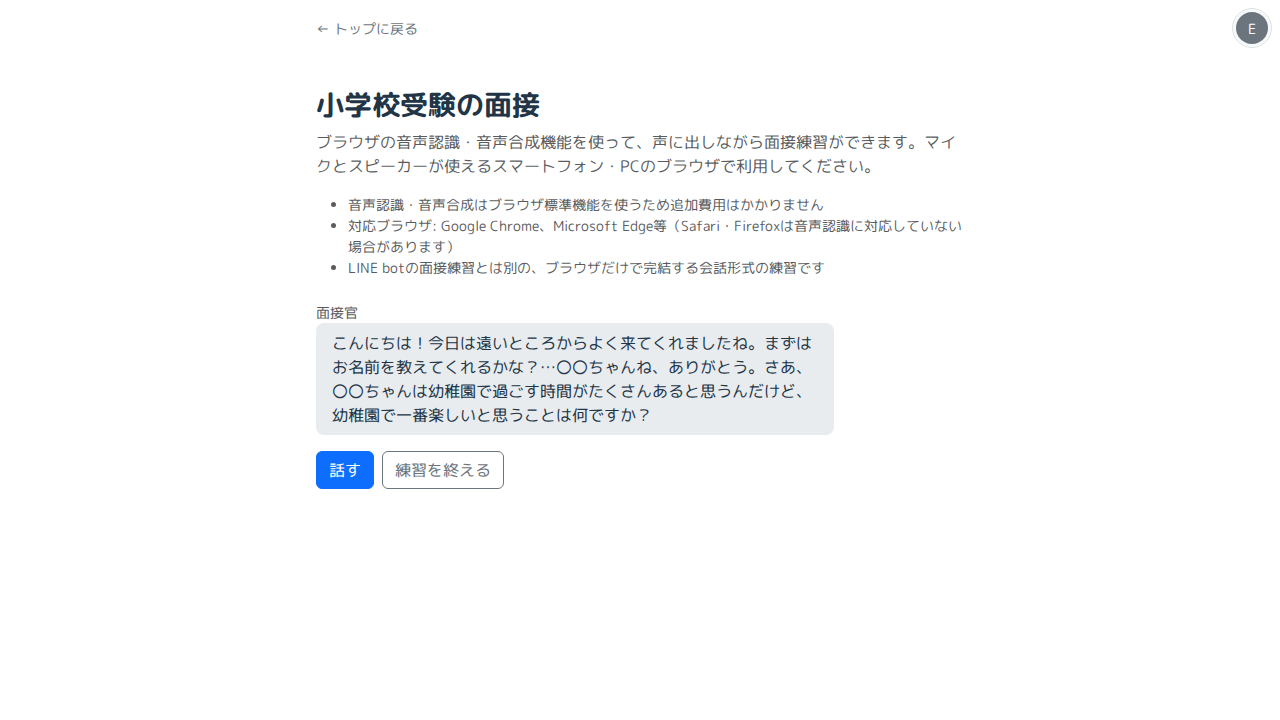 ← トップに戻る
E
小学校受験の面接
ブラウザの音声認識・音声合成機能を使って、声に出しながら面接練習ができます。マイ
クとスピーカーが使えるスマートフォン・PCのブラウザで利用してください。
音声認識・音声合成はブラウザ標準機能を使うため追加費用はかかりません
対応ブラウザ: Google Chrome、Microsoft Edge等（Safari・Firefoxは音声認識に対応していない
場合があります）
LINE botの面接練習とは別の、ブラウザだけで完結する会話形式の練習です
面接官
こんにちは！今日は遠いところからよく来てくれましたね。まずは
お名前を教えてくれるかな？…〇〇ちゃんね、ありがとう。さあ、
〇〇ちゃんは幼稚園で過ごす時間がたくさんあると思うんだけど、
幼稚園で一番楽しいと思うことは何ですか？
話す
練習を終える